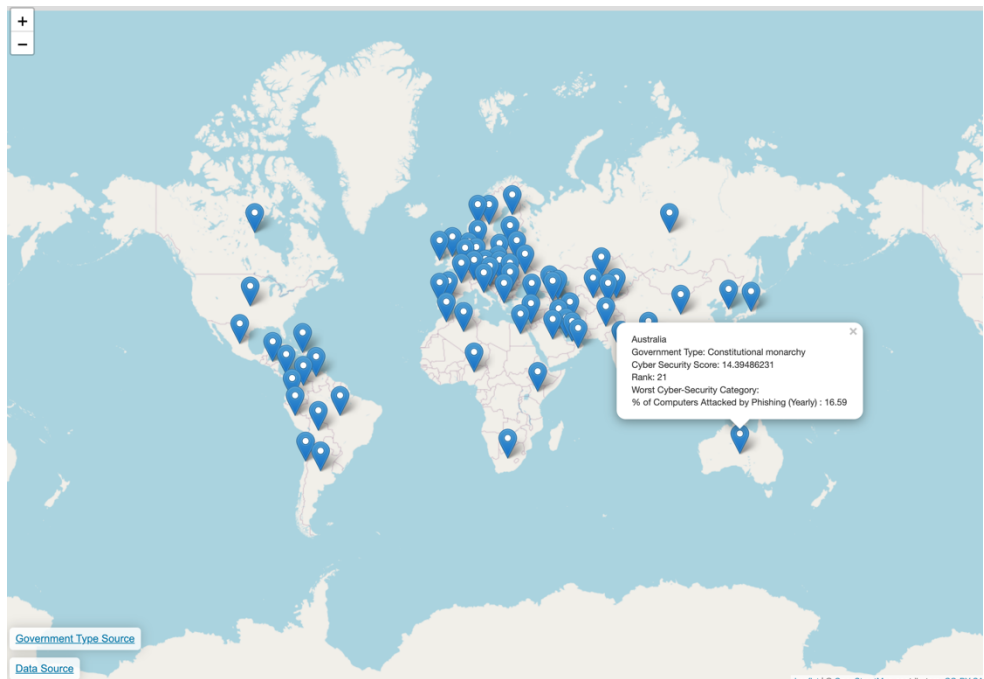 +
−
Australia
Government Type: Constitutional monarchy
Cyber Security Score: 14.39486231
Rank: 21
Worst Cyber-Security Category:
% of Computers Attacked by Phishing (Yearly) : 16.59
×
Government Type Source
Data Source